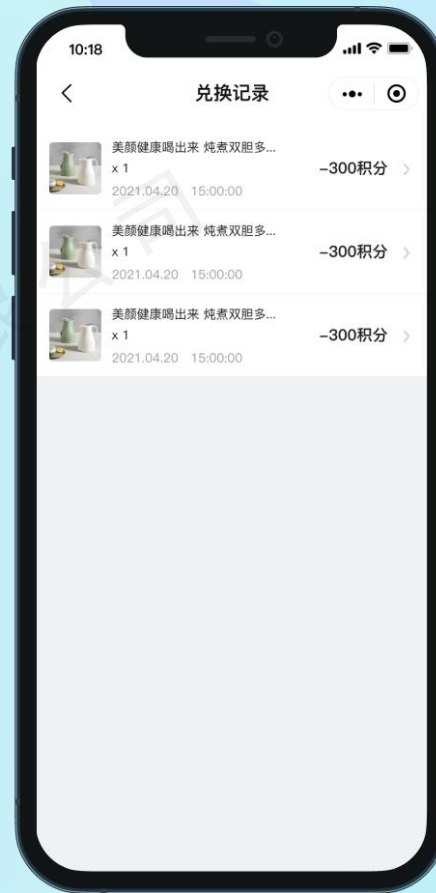 10:18
兑换记录
美颜健康喝出来 炖煮双胆多...
x 1
-300积分
2021.04.20 15:00:00
美颜健康喝出来 炖煮双胆多...
x 1
-300积分
2021.04.20 15:00:00
美颜健康喝出来 炖煮双胆多...
x 1
-300积分
2021.04.20 15:00:00
公司